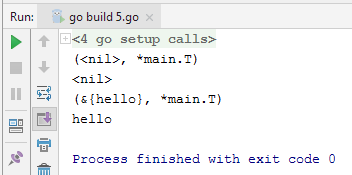 Run: go build 5.go ×
<4 go setup calls>
(<nil>, *main.T)
<nil>
(&{hello}, *main.T)
hello
Process finished with exit code 0